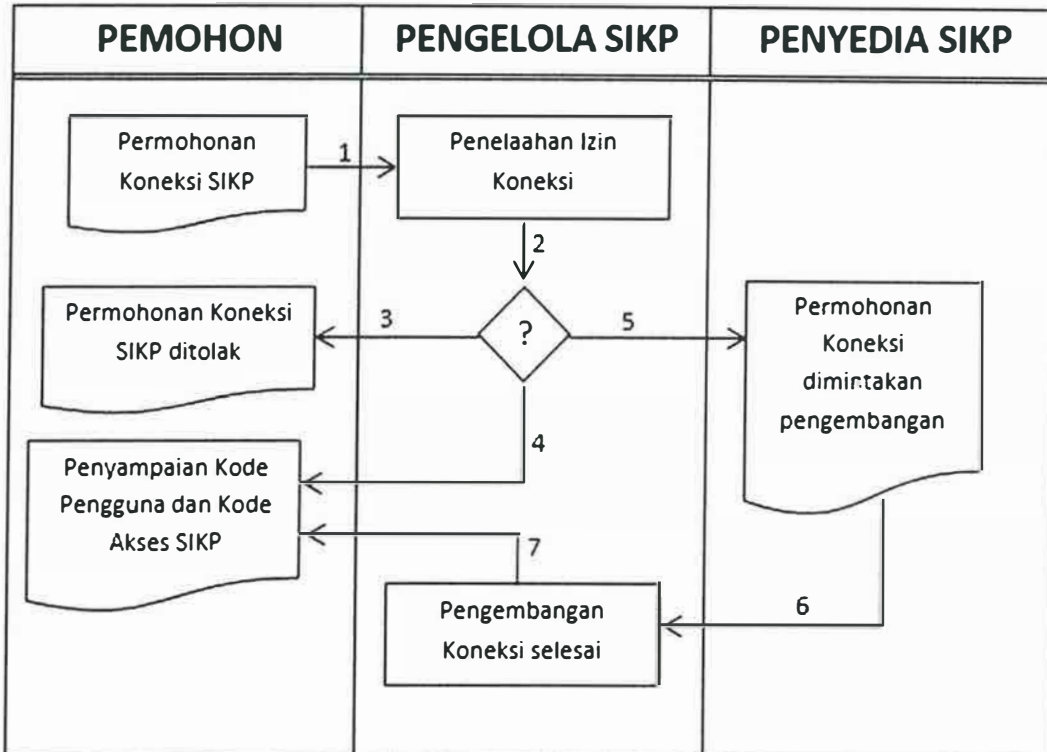 PEMOHON
PENGELOLA SIKP
PENYEDIA SIKP
Permohonan
Koneksi SIKP
1
Penelaahan Izin
Koneksi
2
Permohonan Koneksi
SIKP ditolak
3
?
5
Permohonan
Koneksi
dimintakan
pengembangan
4
Penyampaian Kode
Pengguna dan Kode
Akses SIKP
7
Pengembangan
Koneksi selesai
6